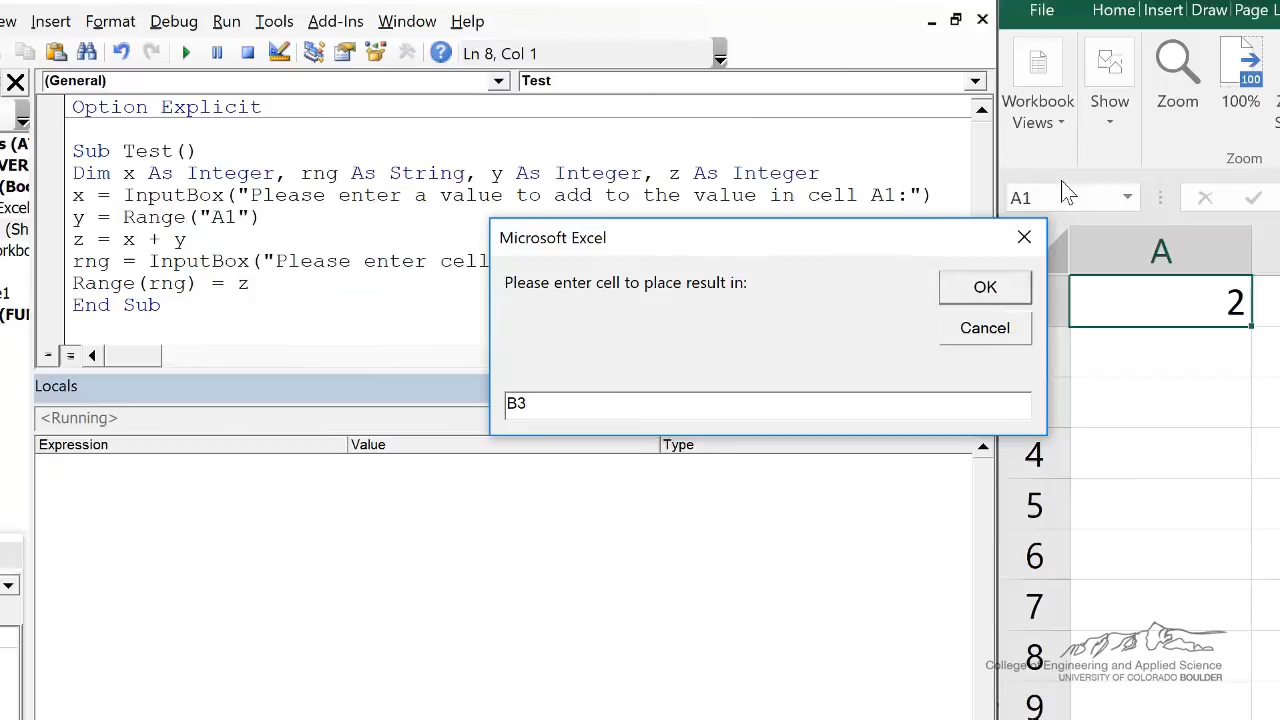 Insert Format Debug Run Tools Add-Ins Window Help
File Home Insert Draw Page
Ln 8, Col 1
100
(General) Test
Workbook Views Show Zoom 100%
Zoom
Option Explicit
Sub Test()
Dim x As Integer, rng As String, y As Integer, z As Integer
x = InputBox("Please enter a value to add to the value in cell A1:")
y = Range("A1")
z = x + y
rng = InputBox("Please enter cell
Range(rng) = z
End Sub
A1
A
2
Microsoft Excel
Please enter cell to place result in:
OK
Cancel
B3
Locals
<Running>
Expression Value Type
4
5
6
7
8
9
College of Engineering and Applied Science
UNIVERSITY OF COLORADO BOULDER